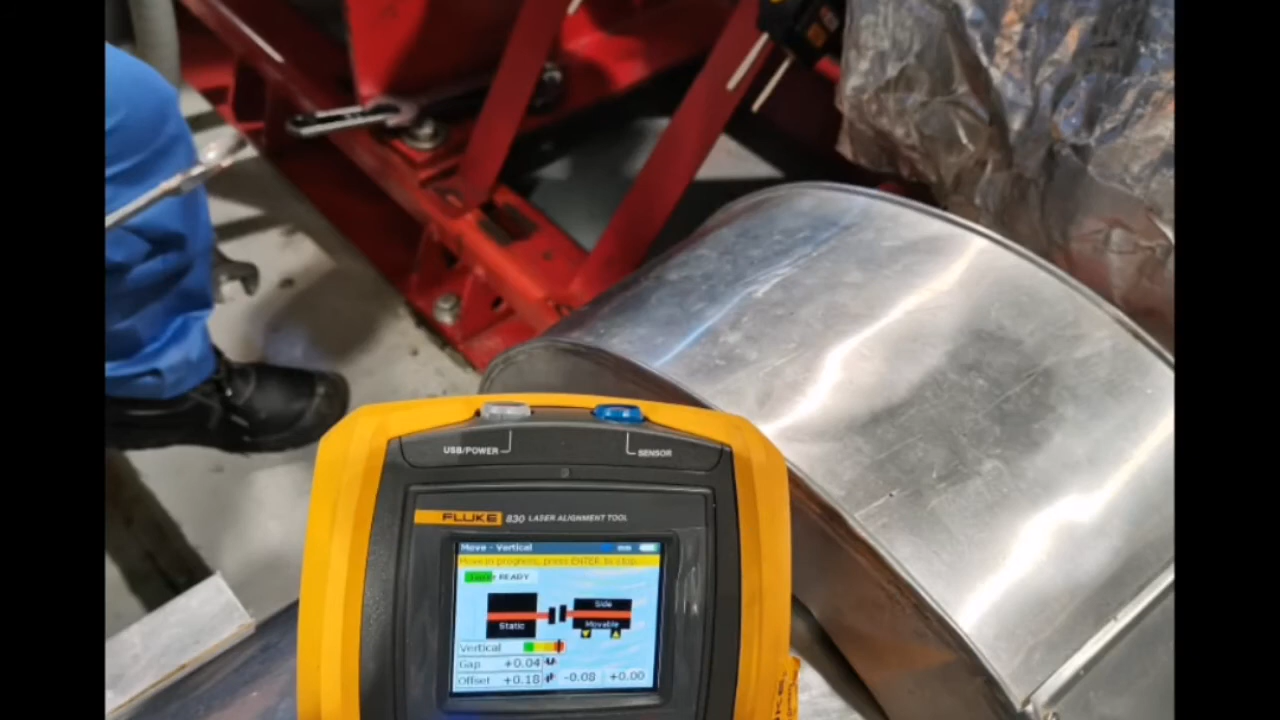 USB/POWER
SENSOR
FLUKE 830 LASER ALIGNMENT TOOL
Move - Vertical mm
Move in progress, press ENTER to stop.
READY
Static
Side
Movable
Vertical
Gap +0.04
Offset +0.18 -0.08 +0.00